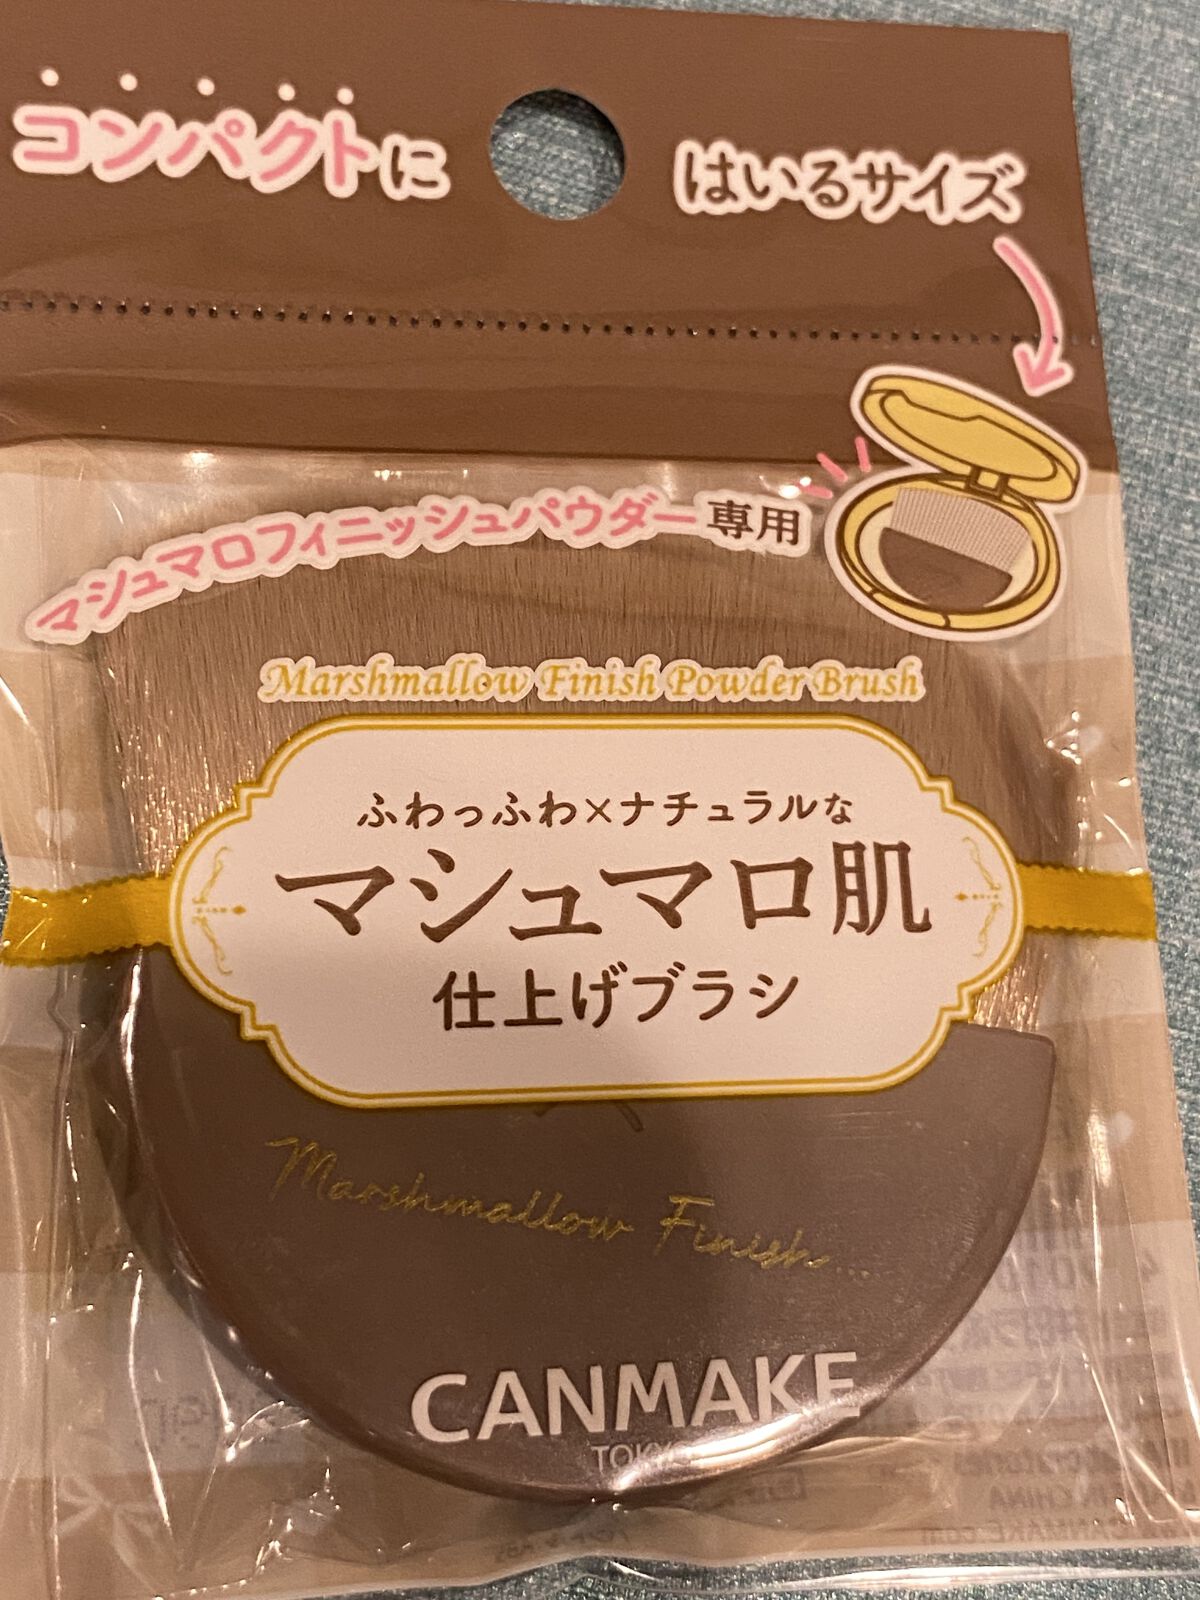 コンパクトに はいるサイズ
マシュマロフィニッシュパウダー専用
Marshmallow Finish Powder Brush
ふわっふわ×ナチュラルな
マシュマロ肌
仕上げブラシ
Marshmallow Finish...
CANMAKE
TOKYO